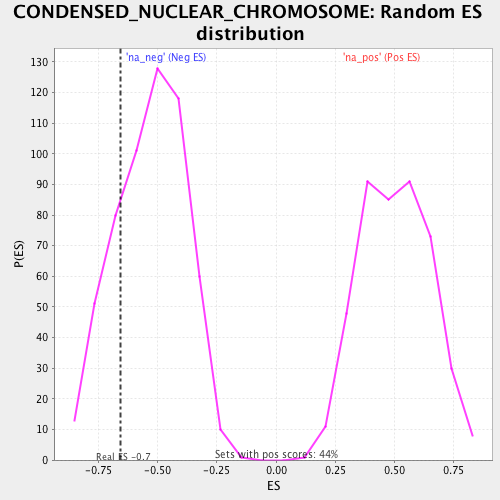 CONDENSED_NUCLEAR_CHROMOSOME: Random ES
distribution
'na_neg' (Neg ES)
'na_pos' (Pos ES)
130
120
110
100
90
80
70
60
50
40
30
20
10
0
P(ES)
Real ES -0.7
Sets with pos scores: 44%
-0.75
-0.50
-0.25
0.00
0.25
0.50
0.75
ES